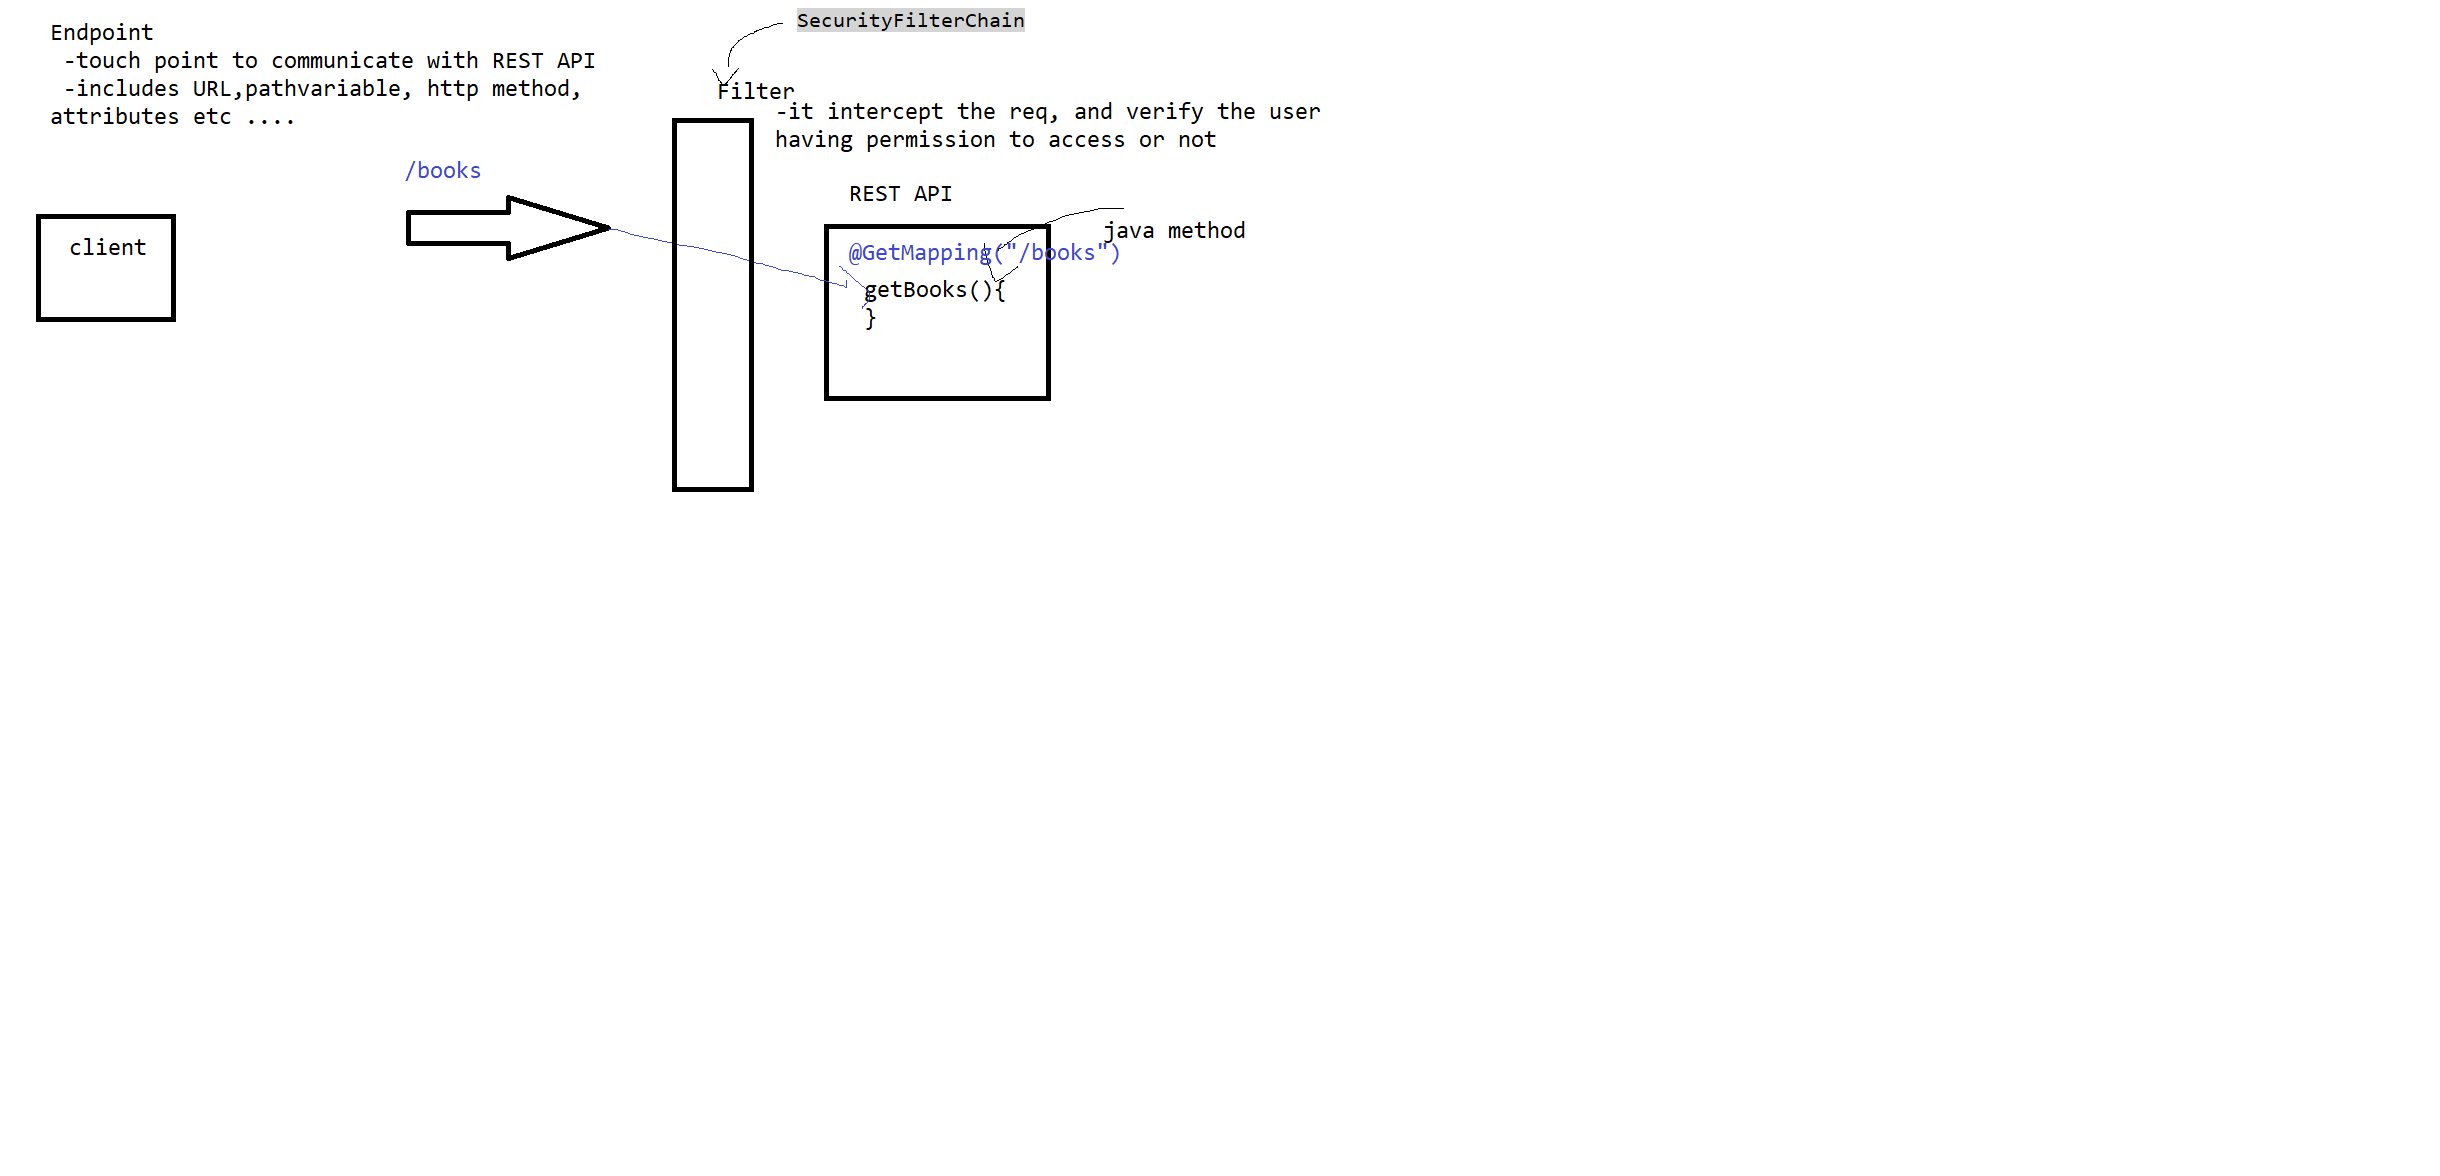 Endpoint
-touch point to communicate with REST API
-includes URL,pathvariable, http method,
attributes etc ....
SecurityFilterChain
Filter
-it intercept the req, and verify the user
having permission to access or not
/books
client
REST API
java method
@GetMapping("/books")
getBooks(){
}